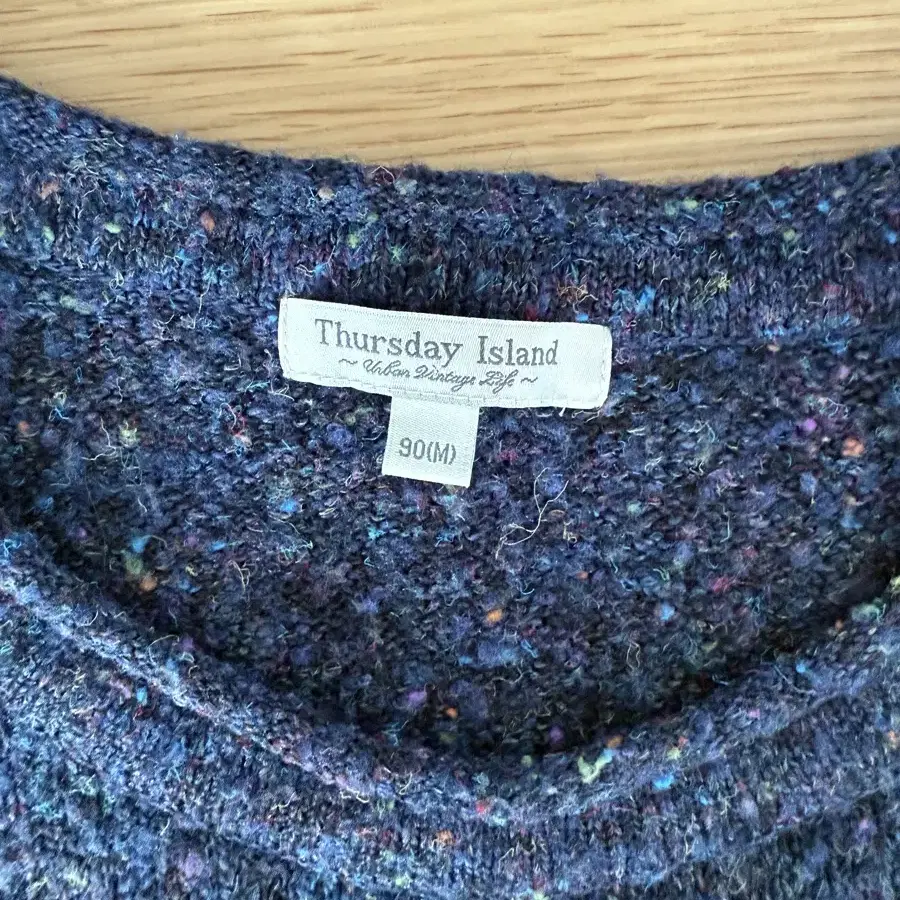 Thursday Island
~ Urban Vintage Life ~
90(M)